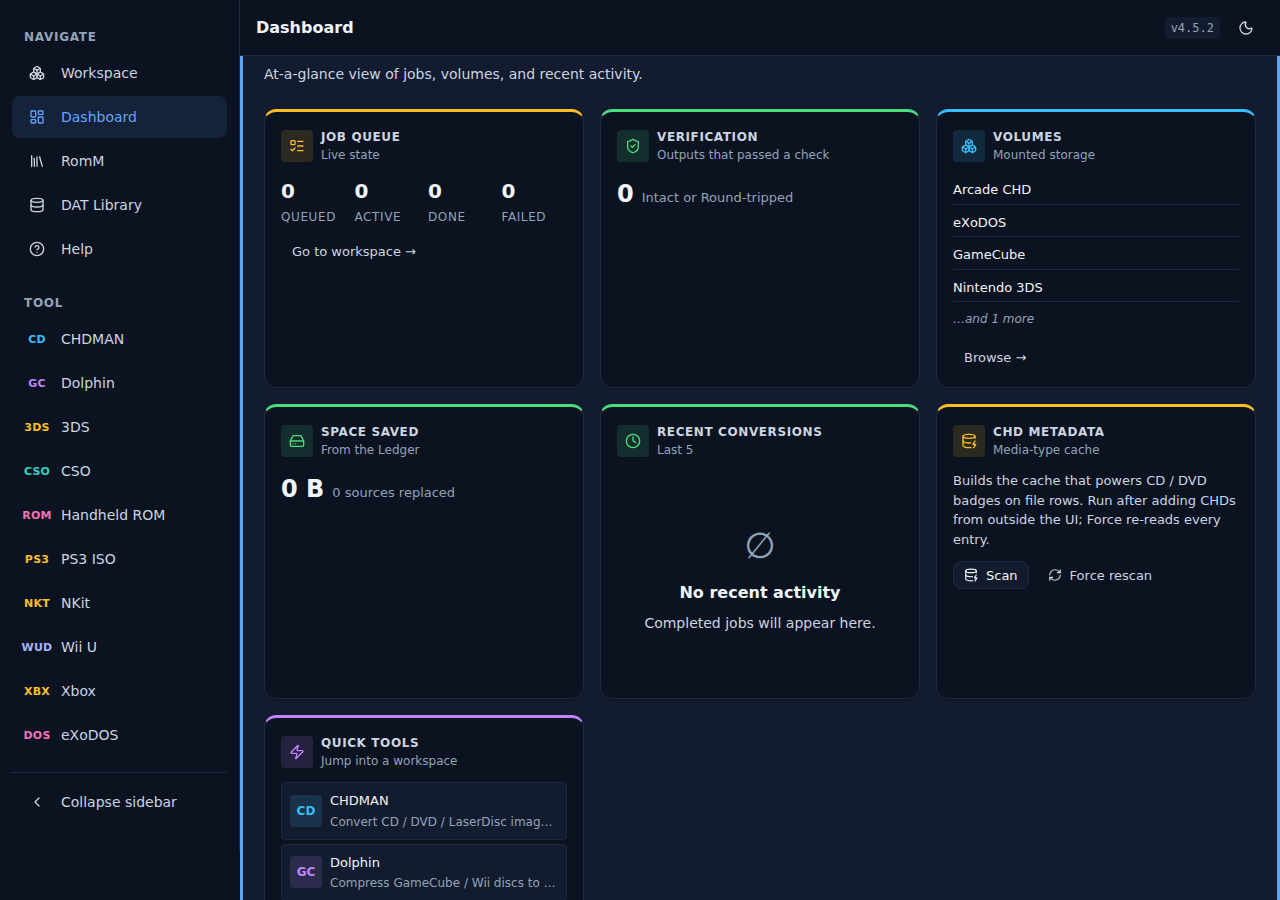 NAVIGATE
Workspace
Dashboard
RomM
DAT Library
Help
TOOL
CD CHDMAN
GC Dolphin
3DS 3DS
CSO CSO
ROM Handheld ROM
PS3 PS3 ISO
NKT NKit
WUD Wii U
XBX Xbox
DOS eXoDOS
Collapse sidebar
Dashboard
v4.5.2
At-a-glance view of jobs, volumes, and recent activity.
JOB QUEUE
Live state
0 0 0 0
QUEUED ACTIVE DONE FAILED
Go to workspace →
VERIFICATION
Outputs that passed a check
0 Intact or Round-tripped
VOLUMES
Mounted storage
Arcade CHD
eXoDOS
GameCube
Nintendo 3DS
…and 1 more
Browse →
SPACE SAVED
From the Ledger
0 B 0 sources replaced
RECENT CONVERSIONS
Last 5
∅
No recent activity
Completed jobs will appear here.
CHD METADATA
Media-type cache
Builds the cache that powers CD / DVD
badges on file rows. Run after adding CHDs
from outside the UI; Force re-reads every
entry.
Scan Force rescan
QUICK TOOLS
Jump into a workspace
CD CHDMAN
Convert CD / DVD / LaserDisc imag…
GC Dolphin
Compress GameCube / Wii discs to …